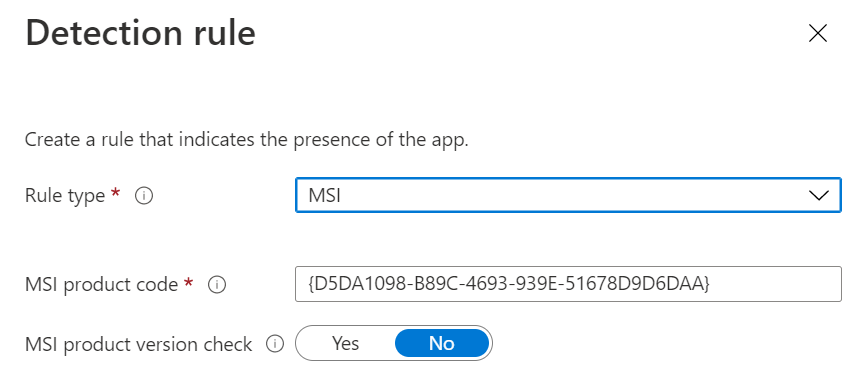 Detection rule
Create a rule that indicates the presence of the app.
Rule type *
MSI
MSI product code *
{D5DA1098-B89C-4693-939E-51678D9D6DAA}
MSI product version check
Yes No